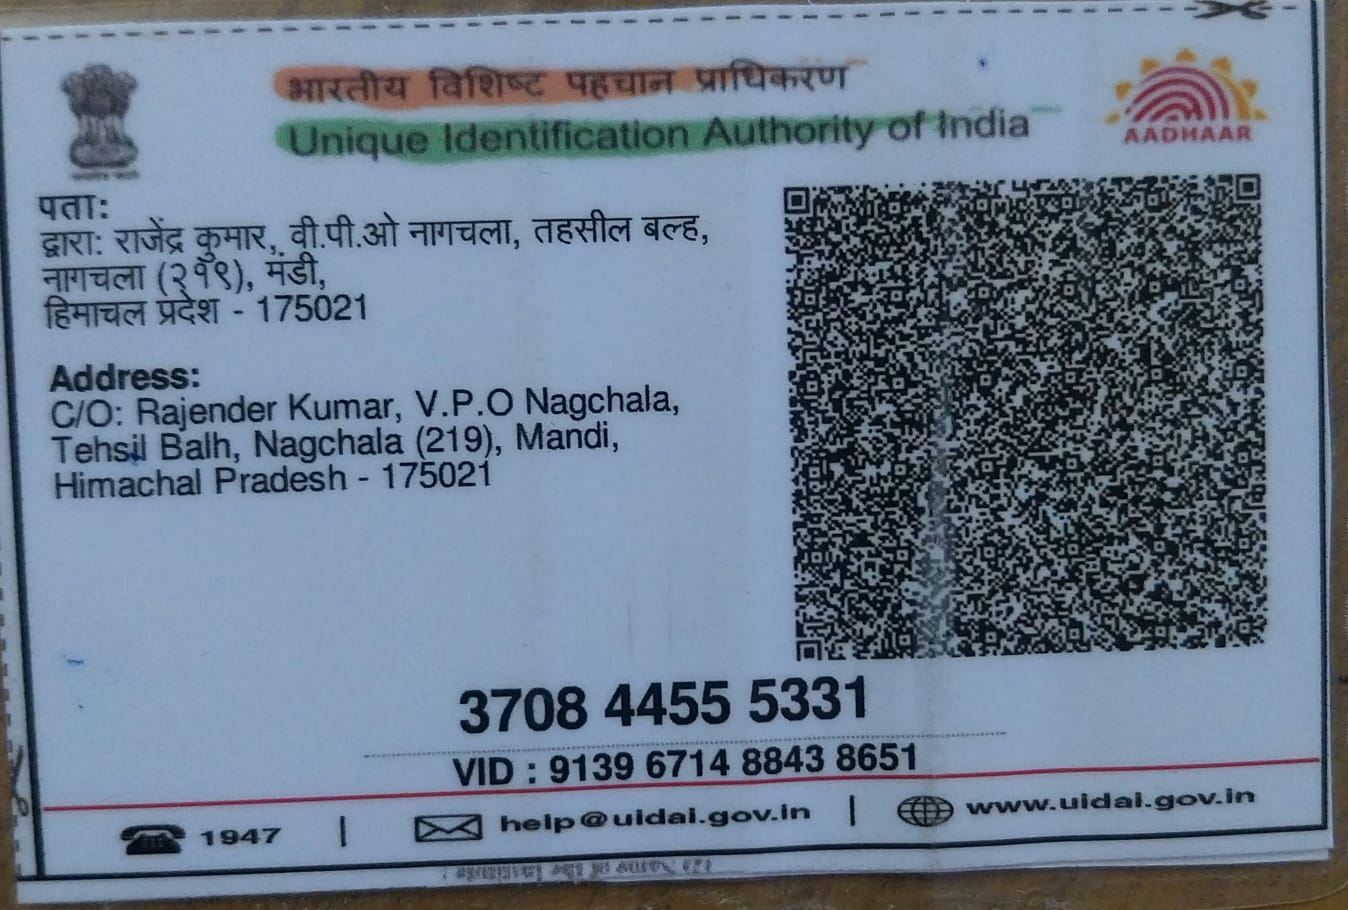 भारतीय विशिष्ट पहचान प्राधिकरण
Unique Identification Authority of India
AADHAAR
पता:
द्वारा: राजेंद्र कुमार, वी.पी.ओ नागचला, तहसील बल्ह,
नागचला (२१९), मंडी,
हिमाचल प्रदेश - 175021
Address:
C/O: Rajender Kumar, V.P.O Nagchala,
Tehsil Balh, Nagchala (219), Mandi,
Himachal Pradesh - 175021
3708 4455 5331
VID : 9139 6714 8843 8651
1947 | help@uidai.gov.in | www.uidai.gov.in